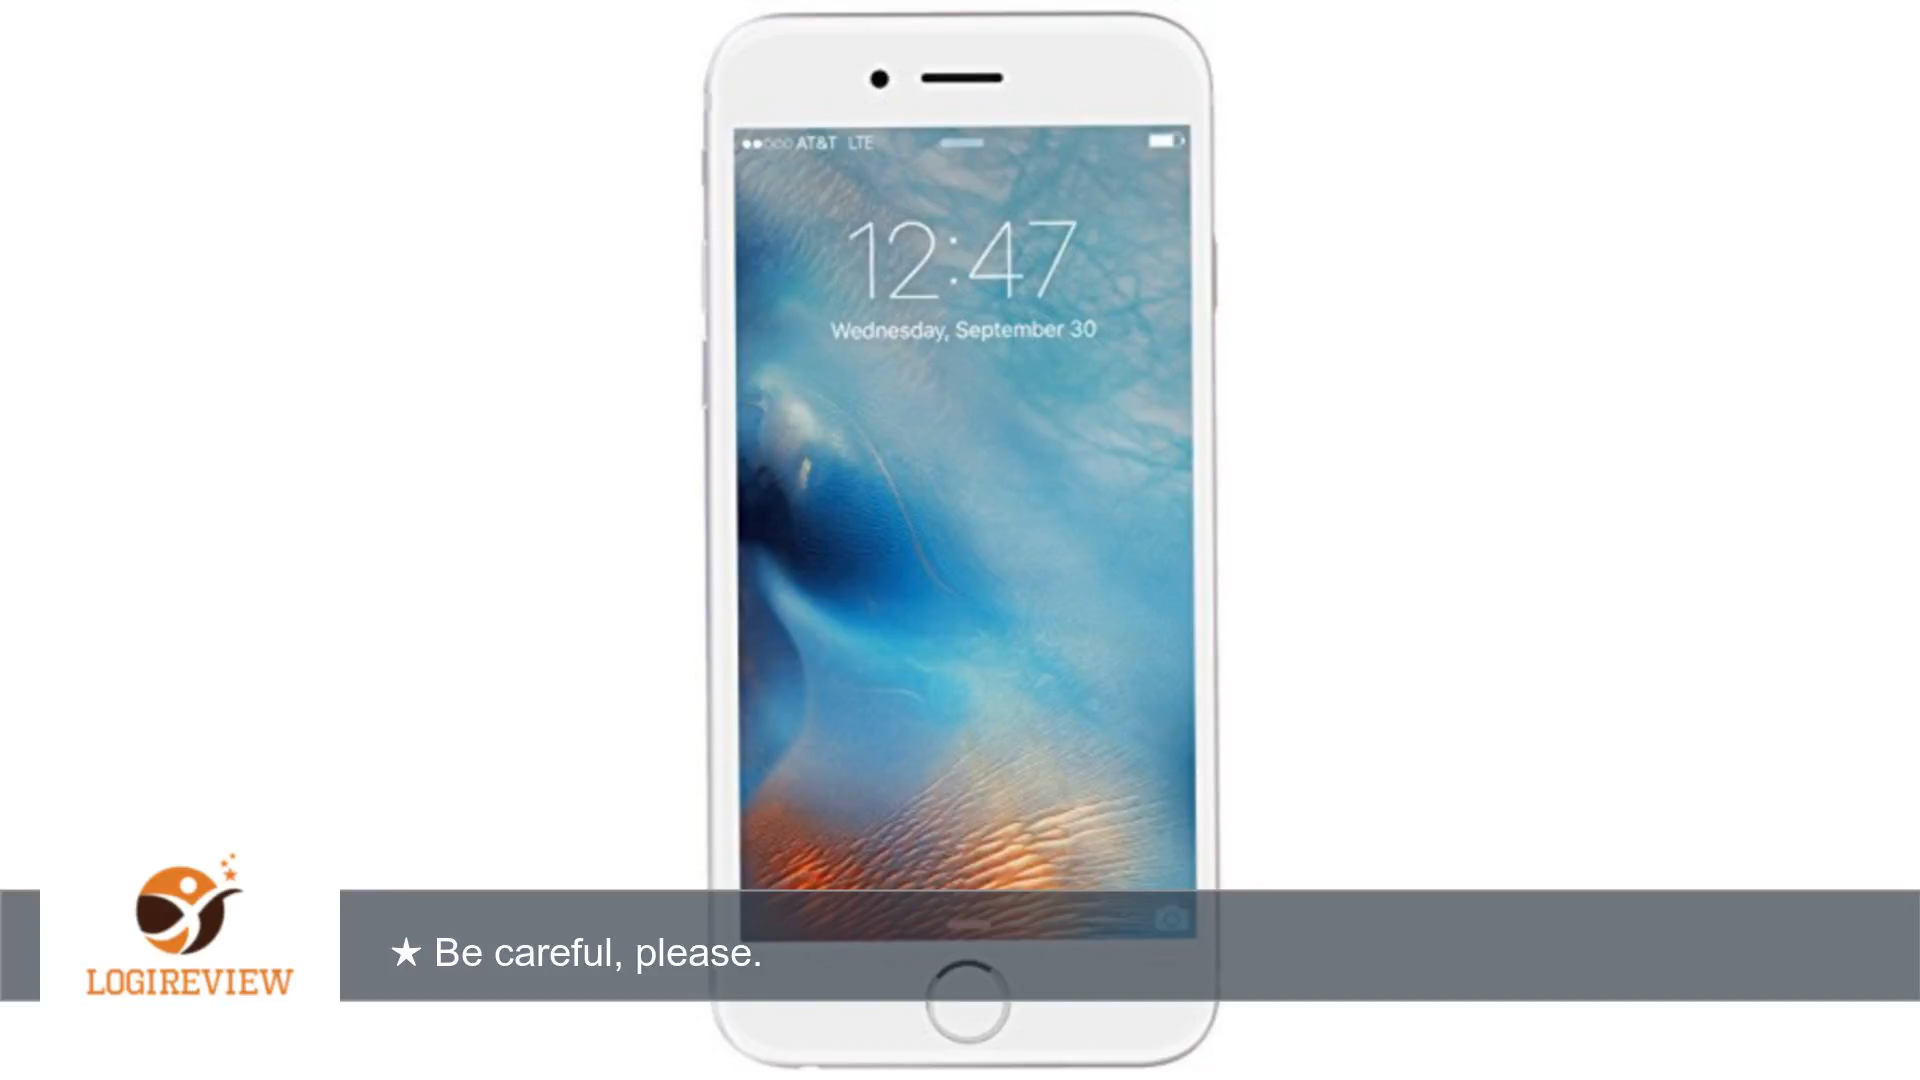 AT&T LTE
12:47
Wednesday, September 30
★ Be careful, please.
LOGIREVIEW